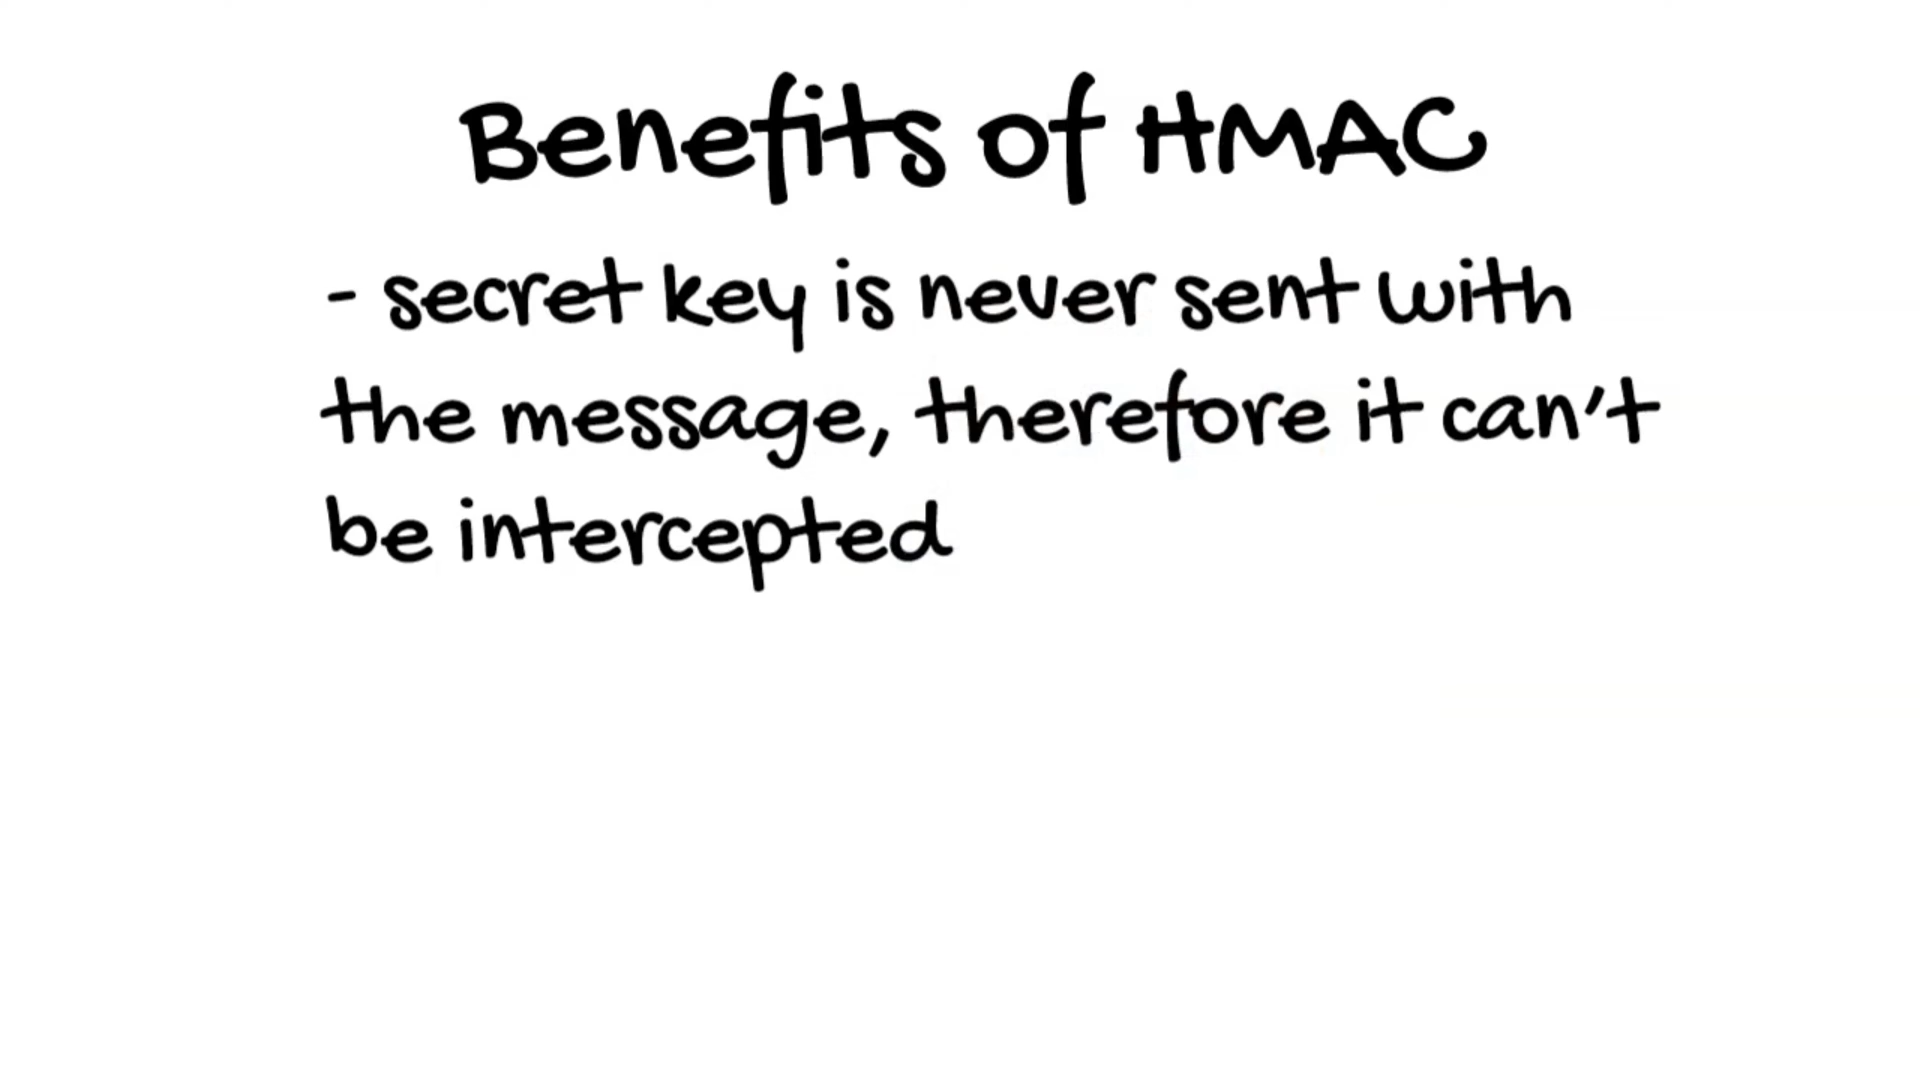 Benefits of HMAC
- secret key is never sent with
the message, therefore it can't
be intercepted